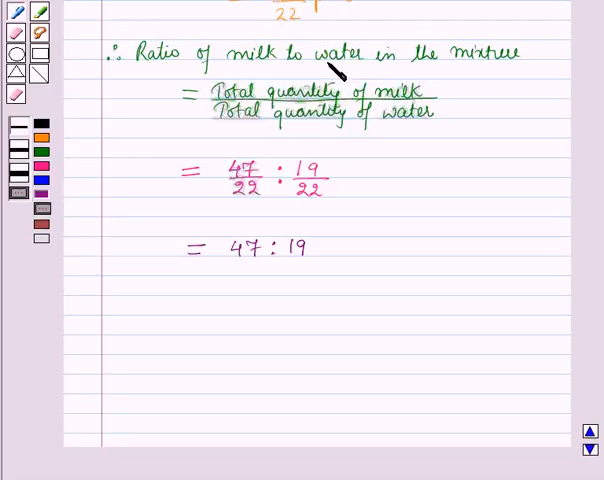 22
∴ Ratio of milk to water in the mixture
= Total quantity of milk
Total quantity of water
= 47/22 : 19/22
= 47 : 19